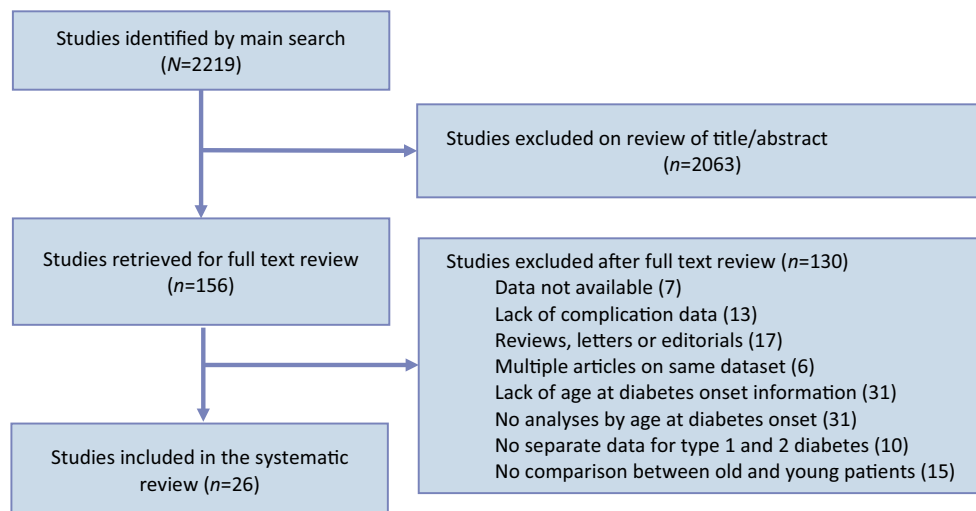 Studies identified by main search
(N=2219)
Studies excluded on review of title/abstract
(n=2063)
Studies retrieved for full text review
(n=156)
Studies excluded after full text review (n=130)
Data not available (7)
Lack of complication data (13)
Reviews, letters or editorials (17)
Multiple articles on same dataset (6)
Lack of age at diabetes onset information (31)
No analyses by age at diabetes onset (31)
No separate data for type 1 and 2 diabetes (10)
No comparison between old and young patients (15)
Studies included in the systematic
review (n=26)